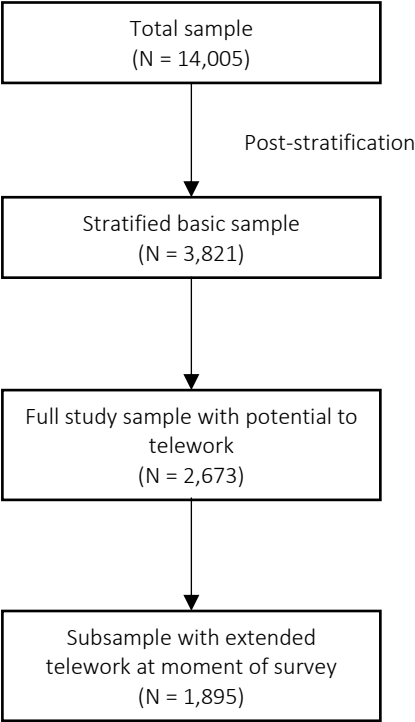 Total sample
(N = 14,005)
Post-stratification
Stratified basic sample
(N = 3,821)
Full study sample with potential to
telework
(N = 2,673)
Subsample with extended
telework at moment of survey
(N = 1,895)